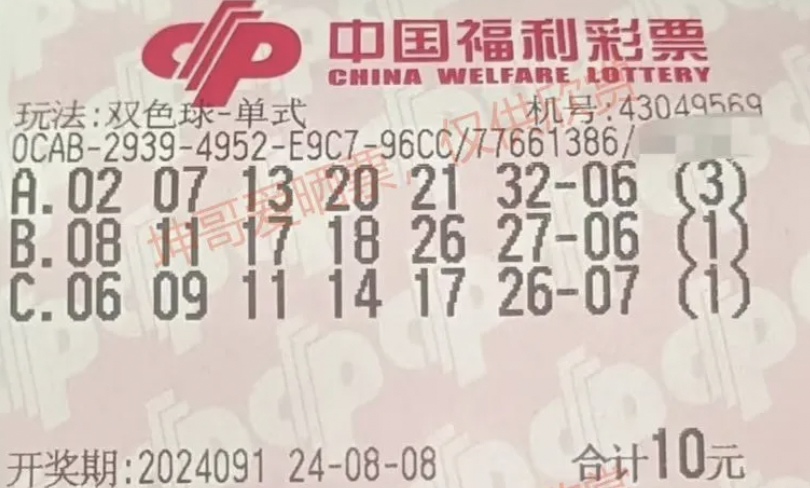 中国福利彩票
CHINA WELFARE LOTTERY
玩法:双色球-单式 机号:43049569
0CAB-2939-4952-E9C7-96CC/77661386/
A.02 07 13 20 21 32-06 (3)
B.08 11 17 18 26 27-06 (1)
C.06 09 11 14 17 26-07 (1)
坤哥爱晒票,仅供欣赏
开奖期:2024091 24-08-08 合计10元